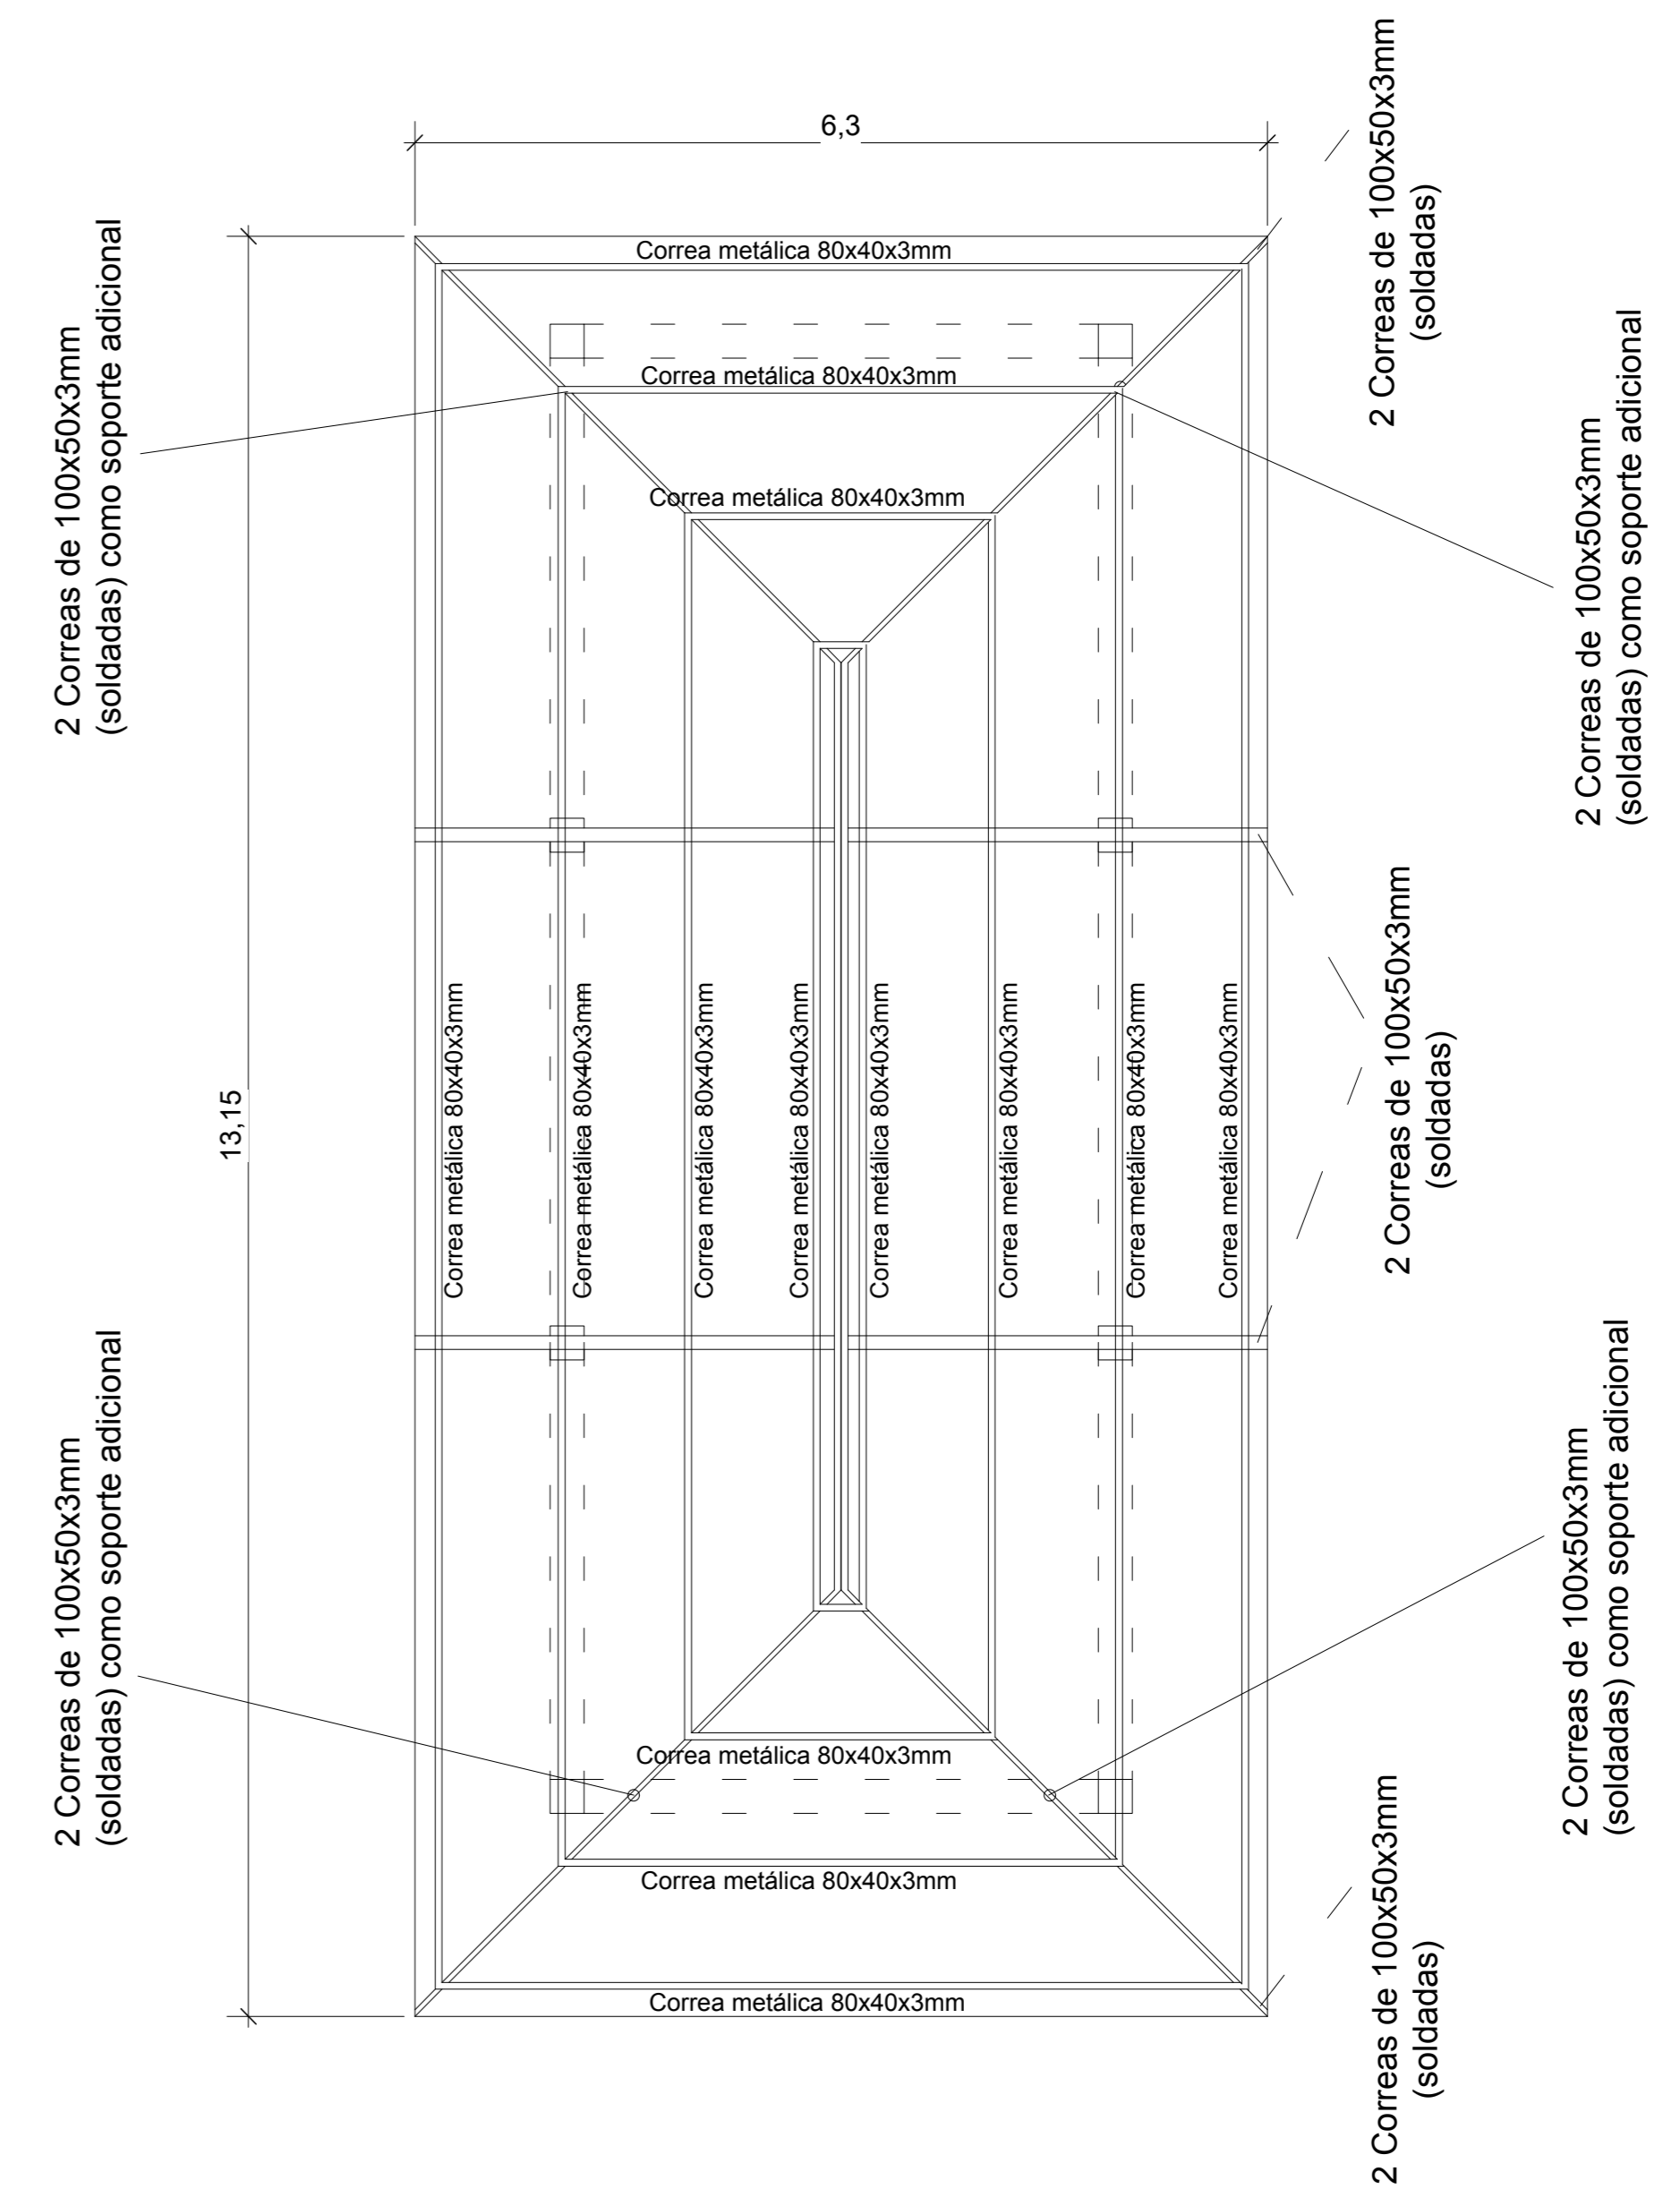 6,3
2 Correas de 100x50x3mm
(soldadas)
Correa metálica 80x40x3mm
2 Correas de 100x50x3mm
(soldadas) como soporte adicional
Correa metálica 80x40x3mm
2 Correas de 100x50x3mm
(soldadas) como soporte adicional
Correa metálica 80x40x3mm
13,15
Correa metálica 80x40x3mm
Correa metálica 80x40x3mm
Correa metálica 80x40x3mm
Correa metálica 80x40x3mm
Correa metálica 80x40x3mm
Correa metálica 80x40x3mm
Correa metálica 80x40x3mm
Correa metálica 80x40x3mm
2 Correas de 100x50x3mm
(soldadas)
2 Correas de 100x50x3mm
(soldadas) como soporte adicional
2 Correas de 100x50x3mm
(soldadas) como soporte adicional
Correa metálica 80x40x3mm
Correa metálica 80x40x3mm
Correa metálica 80x40x3mm
2 Correas de 100x50x3mm
(soldadas)